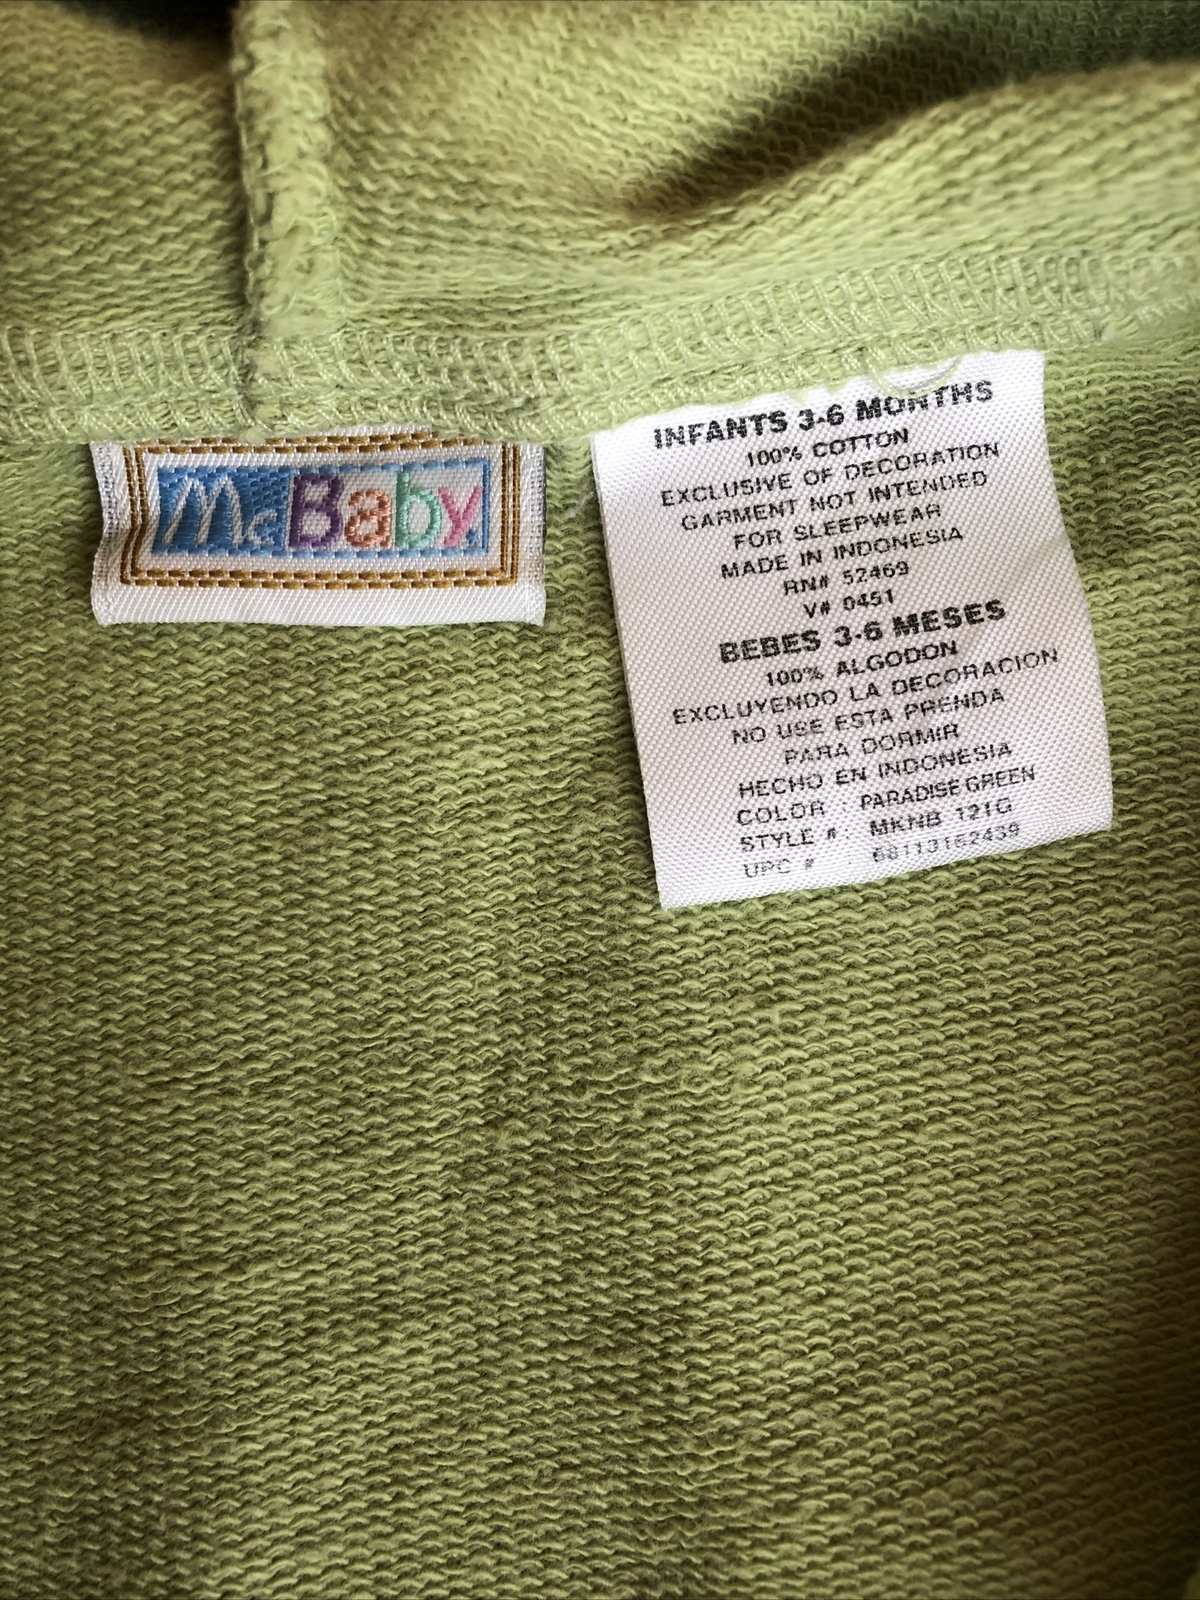 McBaby
INFANTS 3-6 MONTHS
100% COTTON
EXCLUSIVE OF DECORATION
GARMENT NOT INTENDED
FOR SLEEPWEAR
MADE IN INDONESIA
RN# 52469
V# 0451
BEBES 3-6 MESES
100% ALGODON
EXCLUYENDO LA DECORACION
NO USE ESTA PRENDA
PARA DORMIR
HECHO EN INDONESIA
COLOR : PARADISE GREEN
STYLE #: MKNB 121G
UPC # : 68113162439